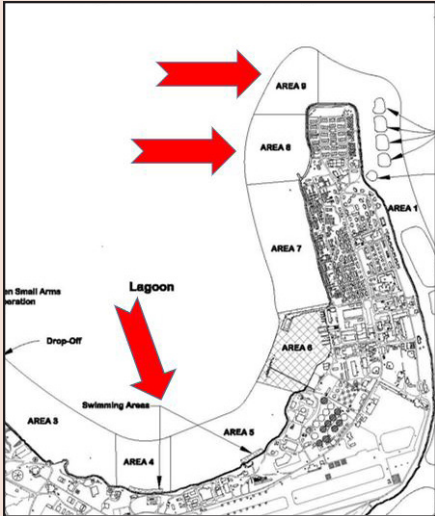 AREA 9
AREA 8
AREA 1
AREA 7
Lagoon
en Small Arms
peration
Drop-Off
AREA 6
Swimming Areas
AREA 3
AREA 5
AREA 4